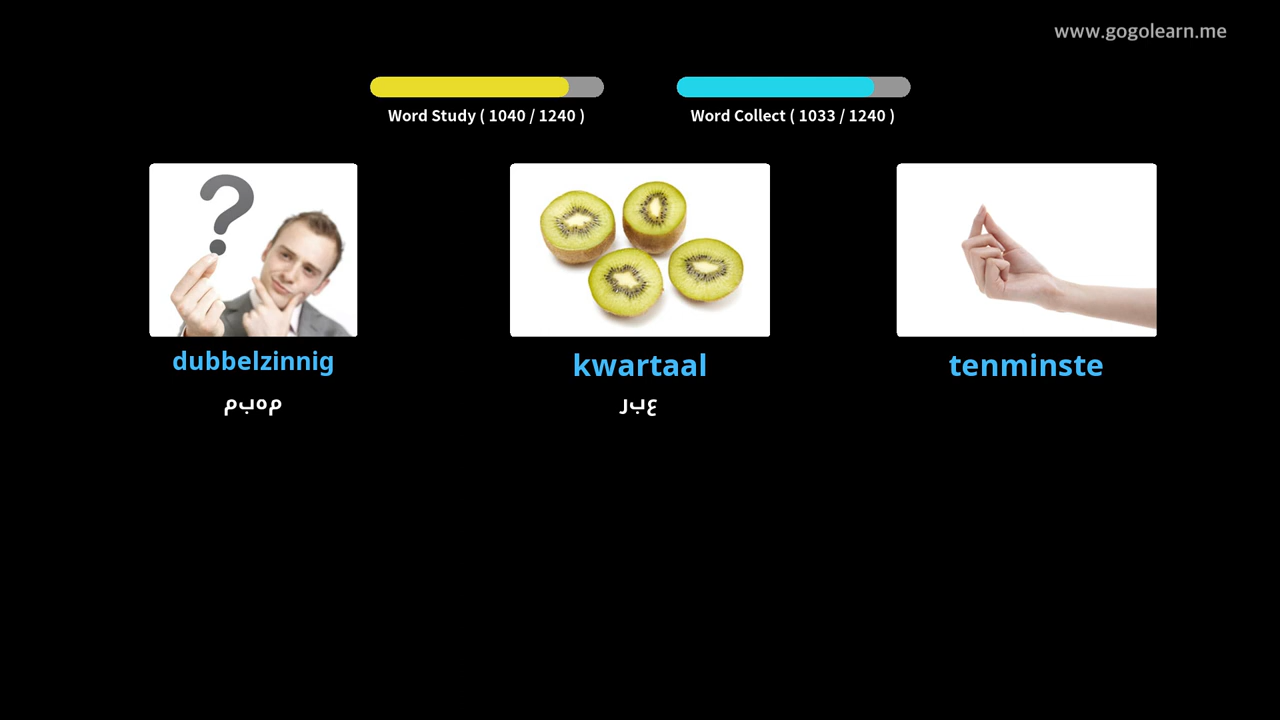 www.gogolearn.me
Word Study ( 1040 / 1240 )
Word Collect ( 1033 / 1240 )
?
dubbelzinnig
مبهم
kwartaal
ربع
tenminste